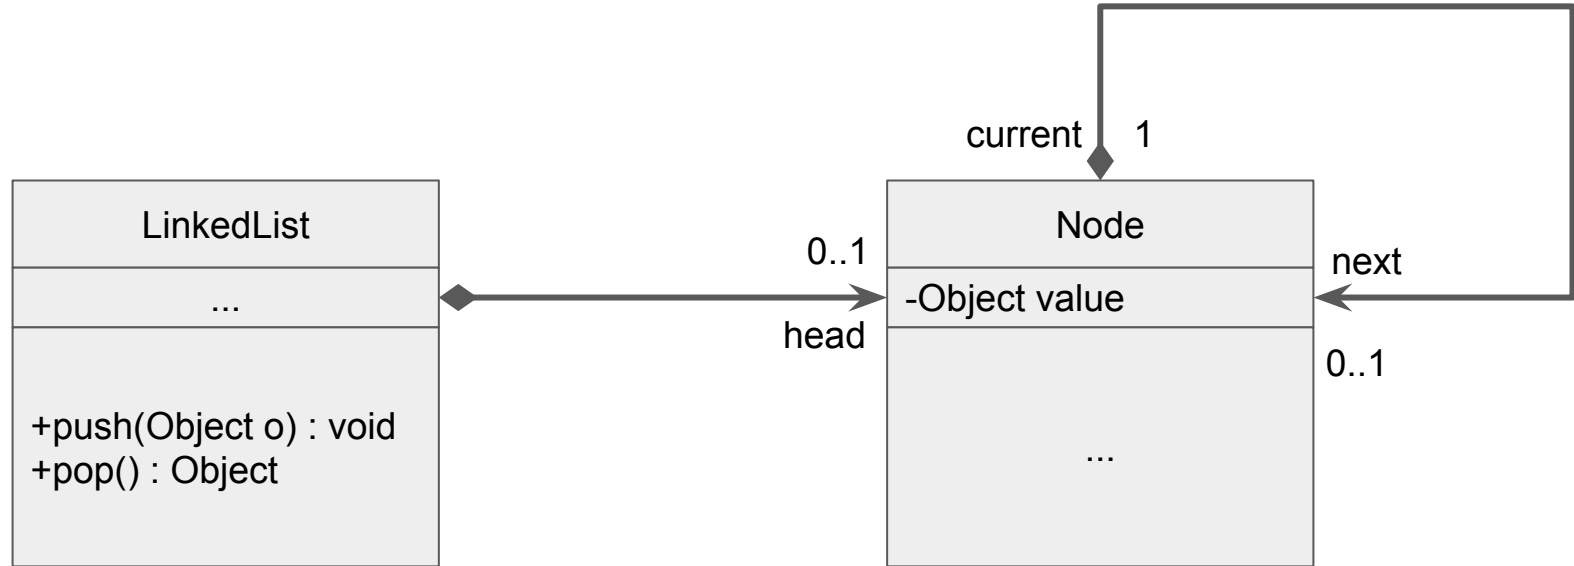 current 1
LinkedList
...
+push(Object o) : void
+pop() : Object
0..1
head
Node
-Object value
...
next
0..1